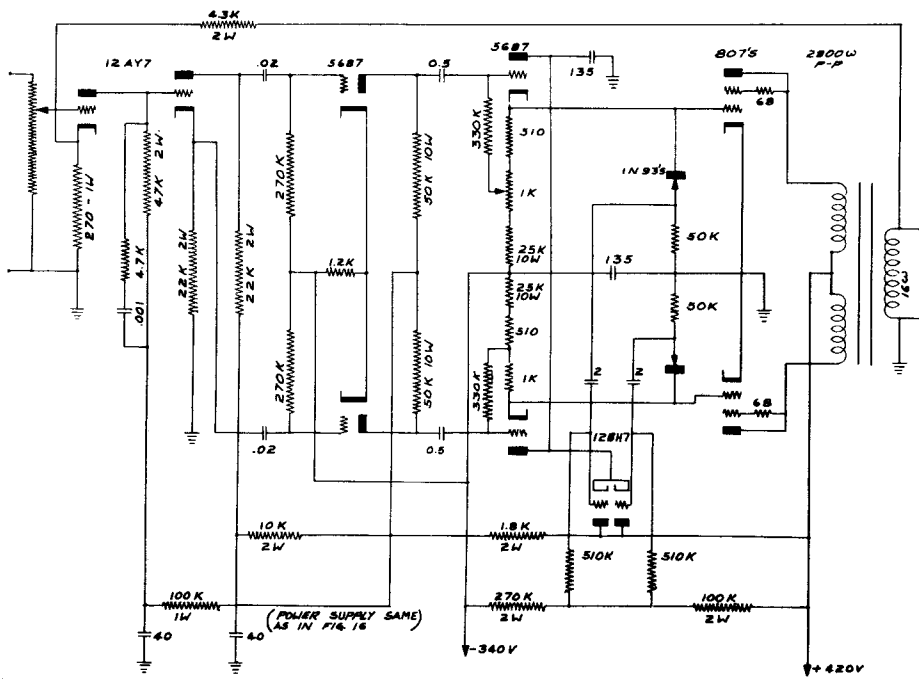 4.3K
2W
12AY7
.02
5687
0.5
5687
135
807'S
2800W
P-P
68
47K 2W
270-1W
4.7K
.001
22K 2W
22K 2W
270K
50K 10W
330K
510
1K
1N93'S
50K
1.2K
25K
10W
135
16W
25K
10W
50K
270K
50K 10W
510
330K
1K
2
2
68
.02
0.5
12BH7
10K
2W
1.8K
2W
510K
510K
100K
1W
(POWER SUPPLY SAME)
AS IN FIG 16
270K
2W
100K
2W
40
40
-340V
+420V